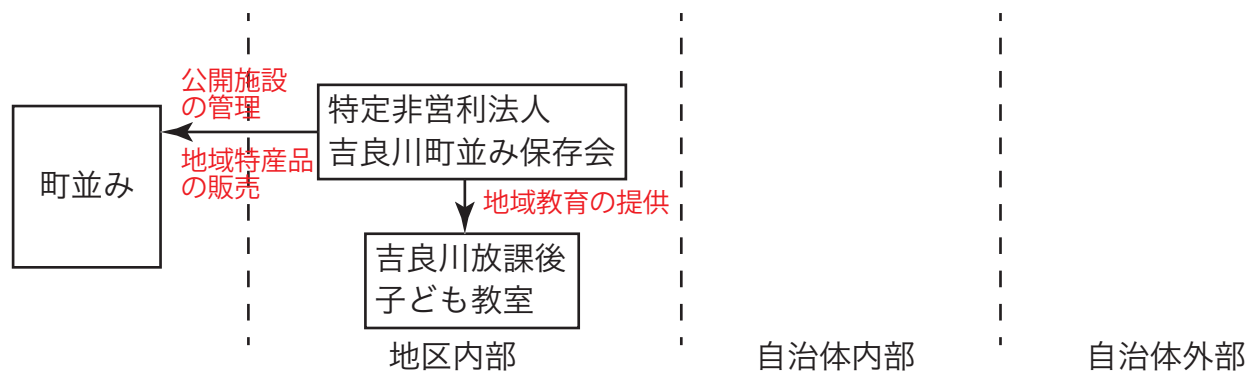 公開施設
の管理
特定非営利法人
吉良川町並み保存会
地域特産品
の販売
町並み
地域教育の提供
吉良川放課後
子ども教室
地区内部
自治体内部
自治体外部